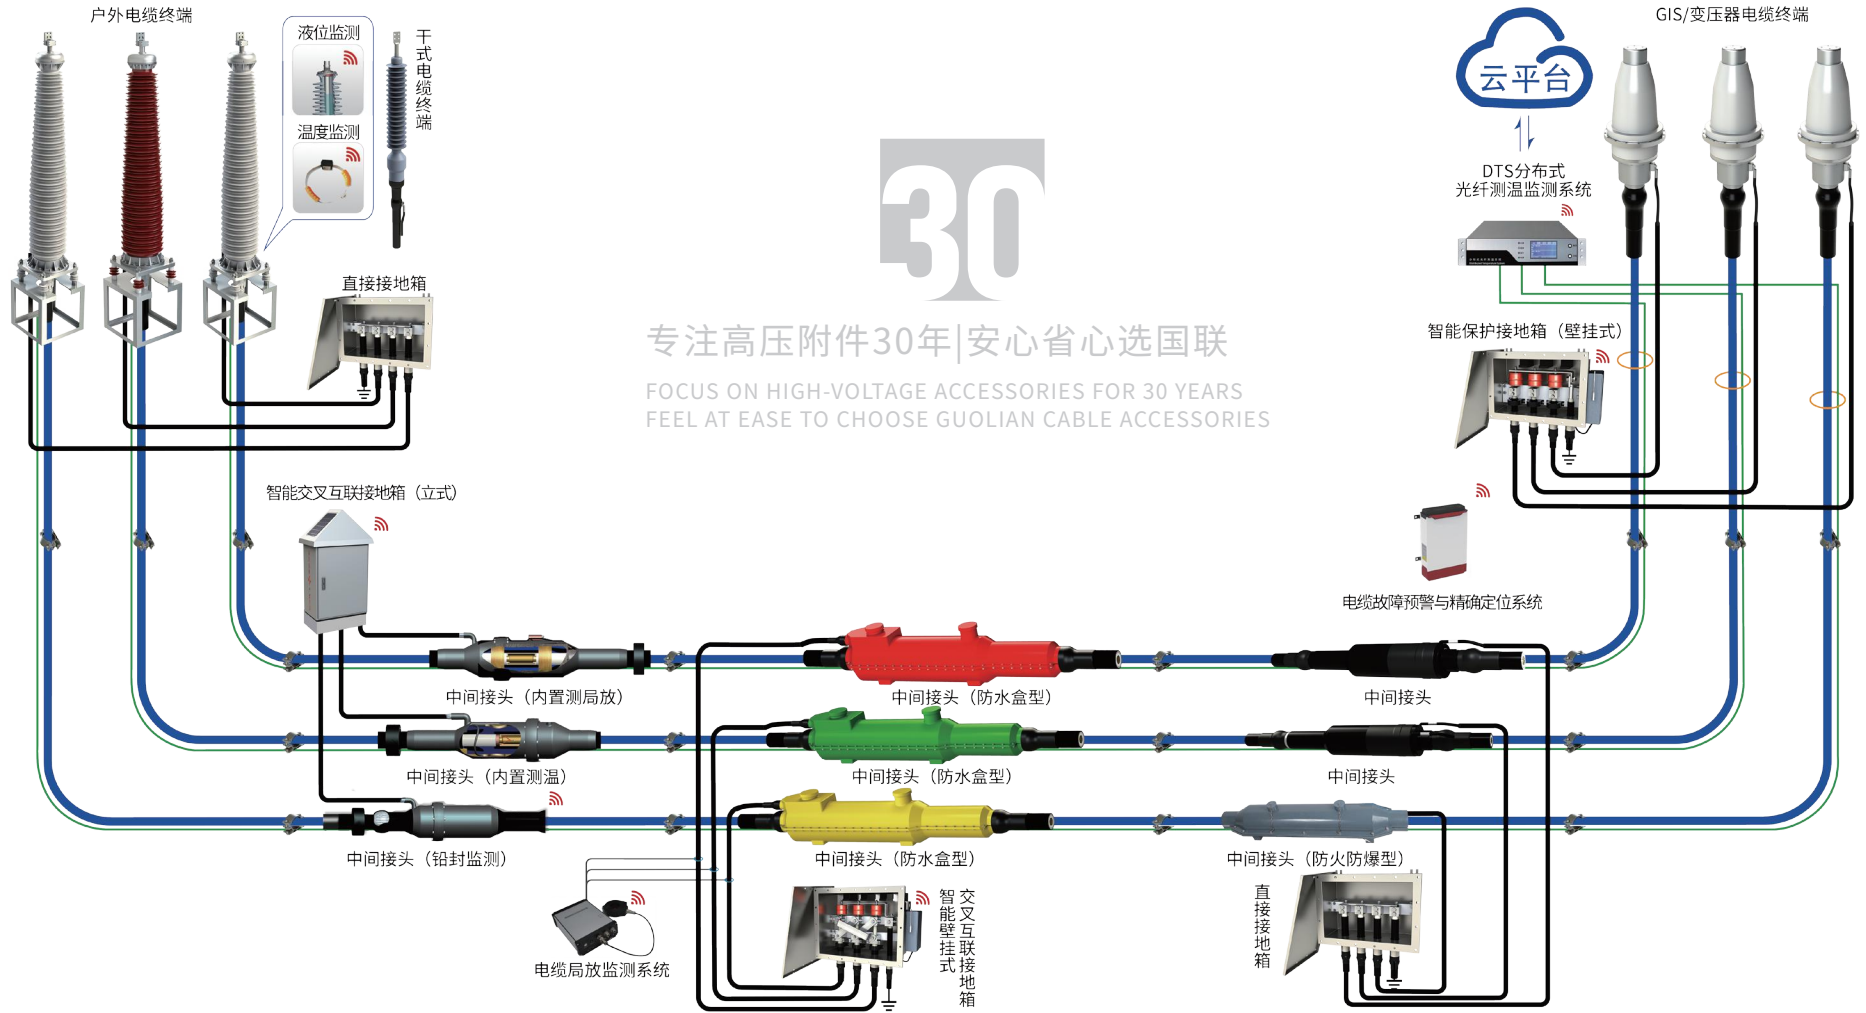 户外电缆终端
液位监测
温度监测
干式电缆终端
直接接地箱
30
专注高压附件30年|安心省心选国联
FOCUS ON HIGH-VOLTAGE ACCESSORIES FOR 30 YEARS
FEEL AT EASE TO CHOOSE GUOLIAN CABLE ACCESSORIES
云平台
DTS分布式
光纤测温监测系统
GIS/变压器电缆终端
智能保护接地箱（壁挂式）
智能交叉互联接地箱（立式）
电缆故障预警与精确定位系统
中间接头（内置测局放）
中间接头（防水盒型）
中间接头
中间接头（内置测温）
中间接头（防水盒型）
中间接头
中间接头（铅封监测）
中间接头（防水盒型）
中间接头（防火防爆型）
电缆局放监测系统
交叉互联接地箱
智能壁挂式
直接接地箱